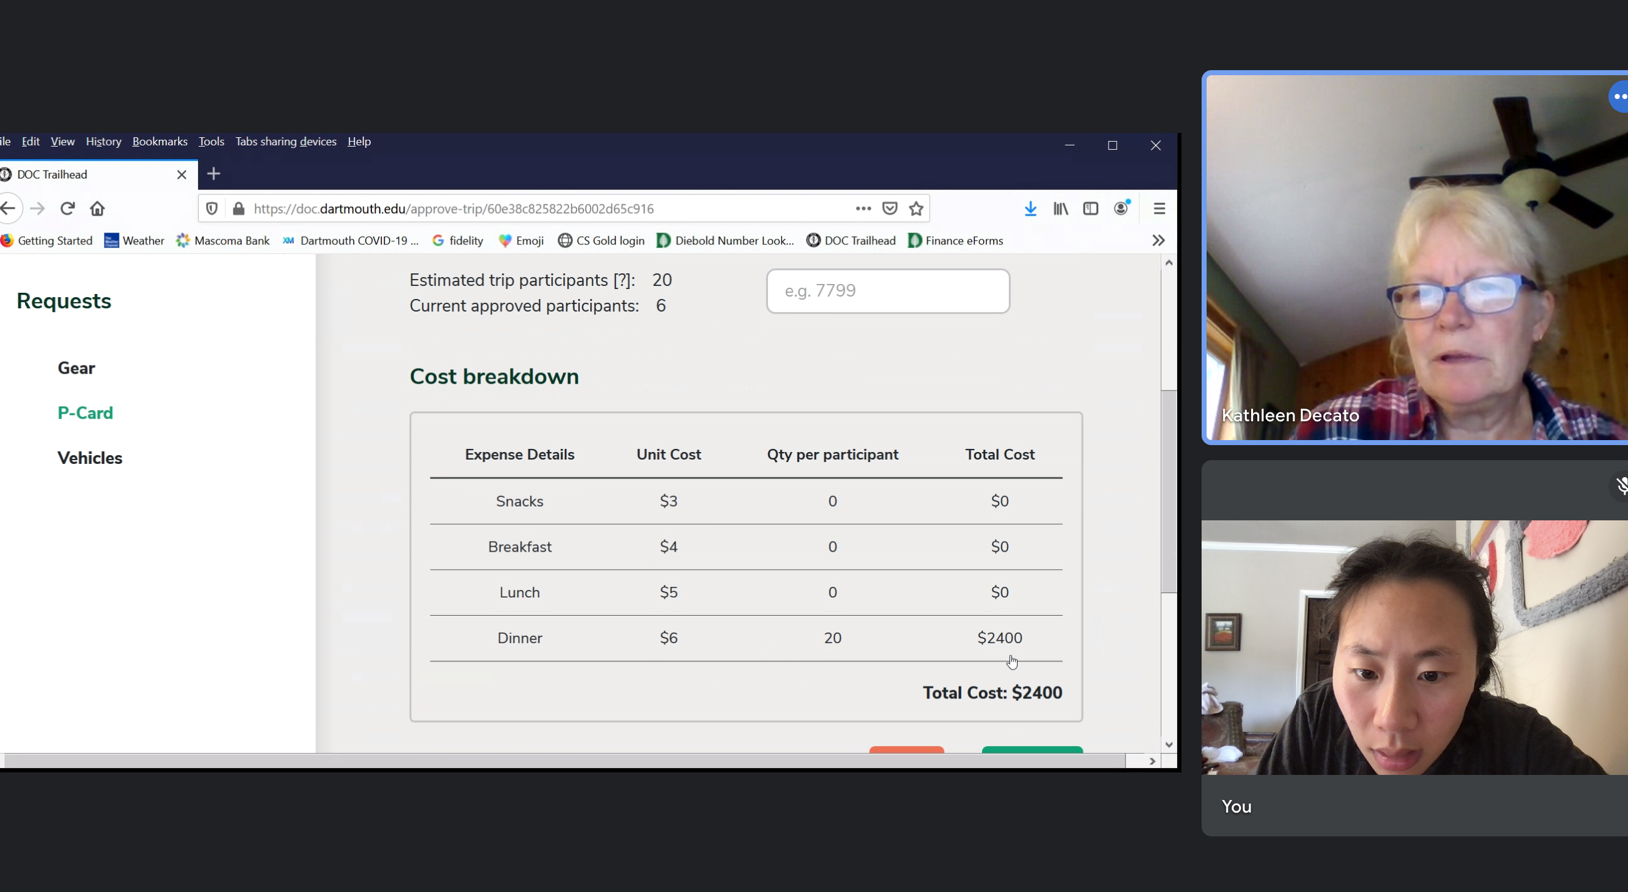 ile Edit View History Bookmarks Tools Tabs sharing devices Help
DOC Trailhead
https://doc.dartmouth.edu/approve-trip/60e38c825822b6002d65c916
Getting Started Weather Mascoma Bank Dartmouth COVID-19 ... fidelity Emoji CS Gold login Diebold Number Look... DOC Trailhead Finance eForms
Requests
Gear
P-Card
Vehicles
Estimated trip participants [?]: 20
Current approved participants: 6
e.g. 7799
Cost breakdown
Expense Details Unit Cost Qty per participant Total Cost
Snacks $3 0 $0
Breakfast $4 0 $0
Lunch $5 0 $0
Dinner $6 20 $2400
Total Cost: $2400
Kathleen Decato
You